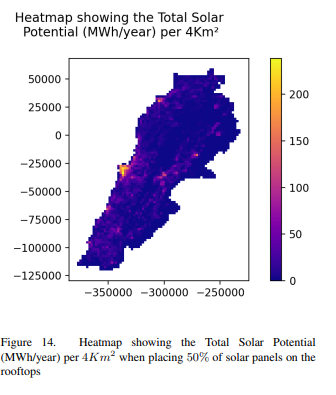 Heatmap showing the Total Solar
Potential (MWh/year) per 4Km²
50000
25000
0
−25000
−50000
−75000
−100000
−125000
−350000 −300000 −250000
200
150
100
50
0
Figure 14. Heatmap showing the Total Solar Potential
(MWh/year) per 4Km² when placing 50% of solar panels on the
rooftops